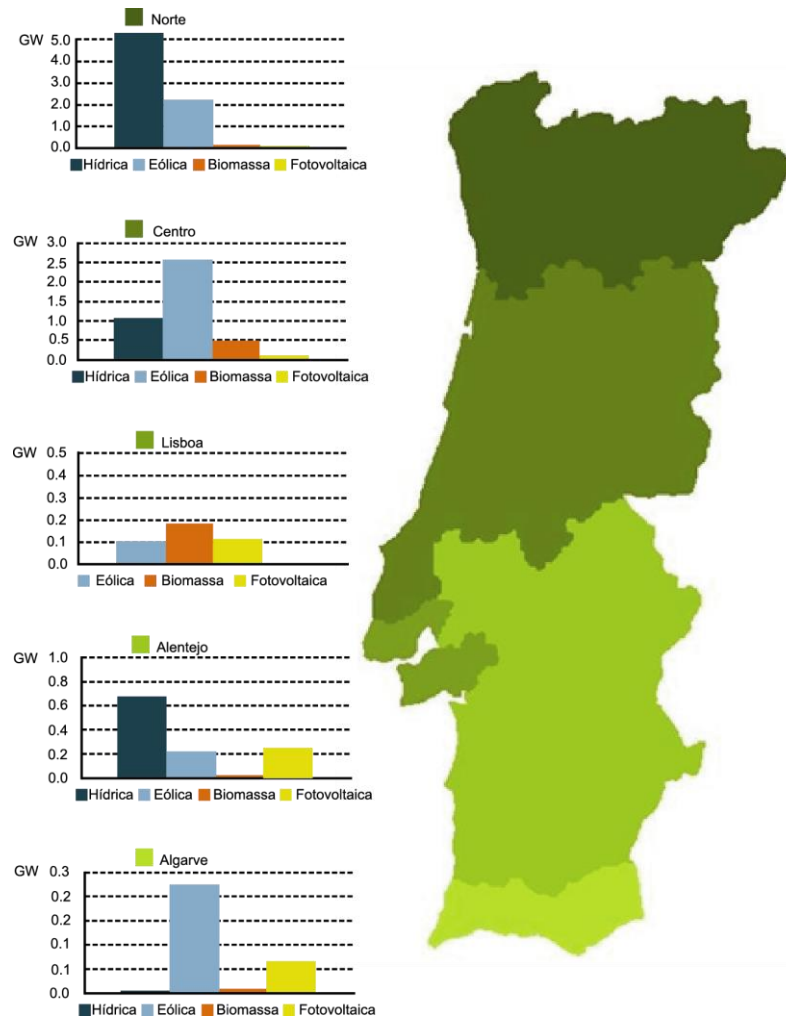 Norte
GW
5.0
4.0
3.0
2.0
1.0
0.0
Hídrica Eólica Biomassa Fotovoltaica
Centro
GW
3.0
2.5
2.0
1.5
1.0
0.5
0.0
Hídrica Eólica Biomassa Fotovoltaica
Lisboa
GW
0.5
0.4
0.3
0.2
0.1
0.0
Eólica Biomassa Fotovoltaica
Alentejo
GW
1.0
0.8
0.6
0.4
0.2
0.0
Hídrica Eólica Biomassa Fotovoltaica
Algarve
GW
0.3
0.2
0.2
0.1
0.1
0.0
Hídrica Eólica Biomassa Fotovoltaica